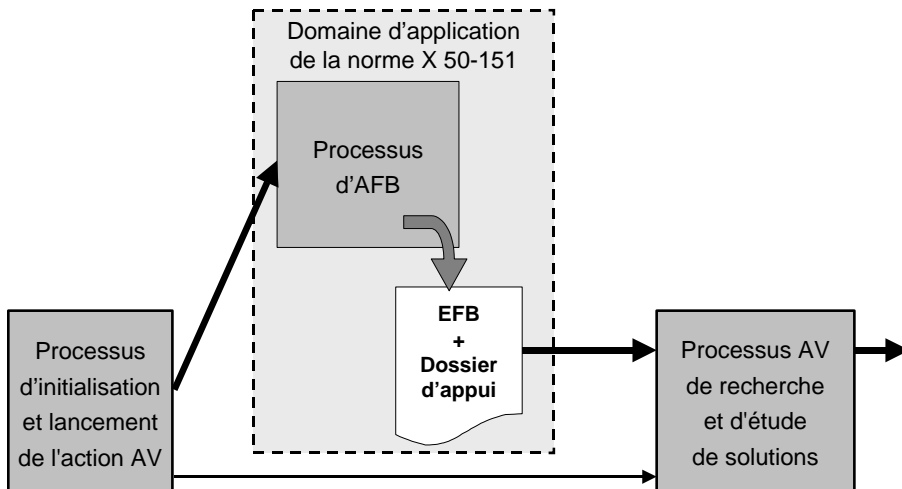 Domaine d’application
de la norme X 50-151
Processus
d’AFB
EFB
+
Dossier
d’appui
Processus
d’initialisation
et lancement
de l'action AV
Processus AV
de recherche
et d'étude
de solutions